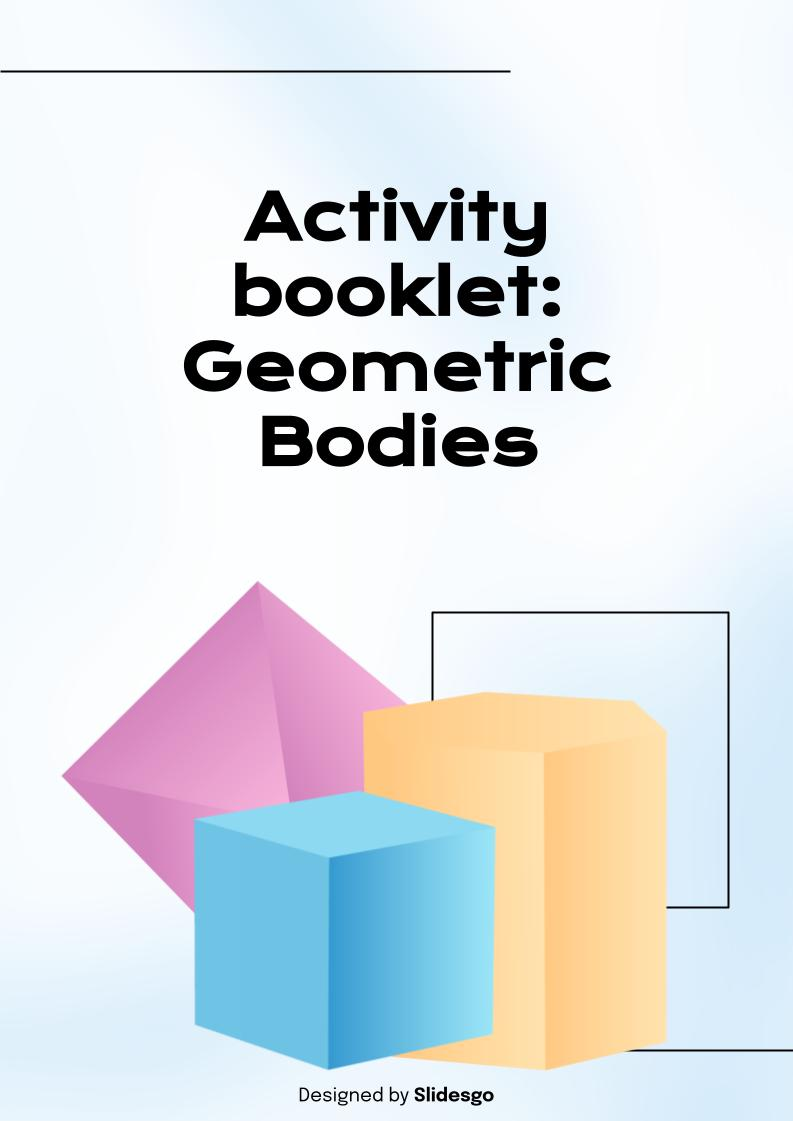 Activity
booklet:
Geometric
Bodies
Designed by Slidesgo